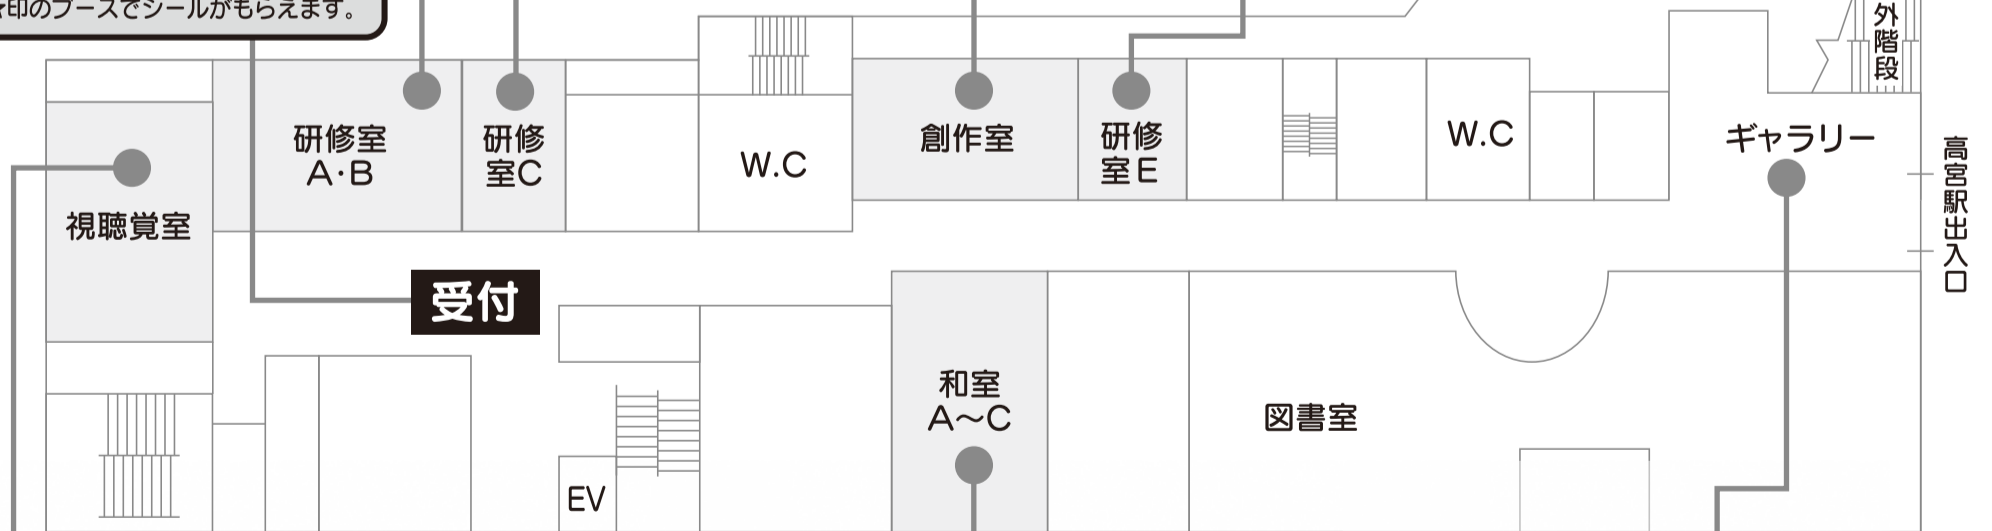 ★印のブースでシールがもらえます。
外階段
研修室
A・B
研修
室C
W.C
創作室
研修
室E
W.C
ギャラリー
高宮駅出入口
視聴覚室
受付
和室
A〜C
図書室
EV